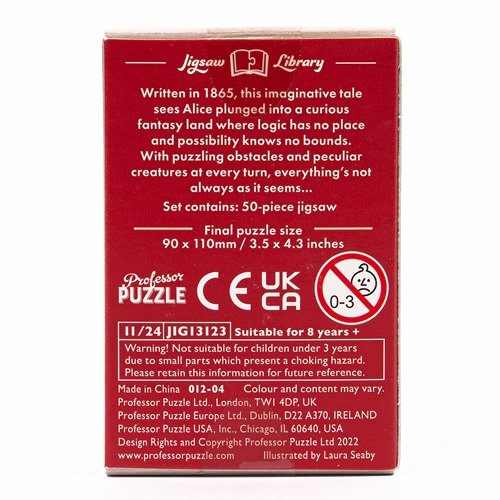 Jigsaw Library
Written in 1865, this imaginative tale
sees Alice plunged into a curious
fantasy land where logic has no place
and possibility knows no bounds.
With puzzling obstacles and peculiar
creatures at every turn, everything's not
always as it seems...
Set contains: 50-piece jigsaw
Final puzzle size
90 x 110mm / 3.5 x 4.3 inches
Professor
PUZZLE
CE
UK
CA
0-3
11/24 JIG13123 Suitable for 8 years +
Warning! Not suitable for children under 3 years
due to small parts which present a choking hazard.
Please retain this information for future reference.
Made in China 012-04 Colour and content may vary.
Professor Puzzle Ltd., London, TW1 4DP, UK
Professor Puzzle Europe Ltd., Dublin, D22 A370, IRELAND
Professor Puzzle USA, Inc., Chicago, IL 60640, USA
Design Rights and Copyright Professor Puzzle Ltd 2022
www.professorpuzzle.com Illustrated by Laura Seaby